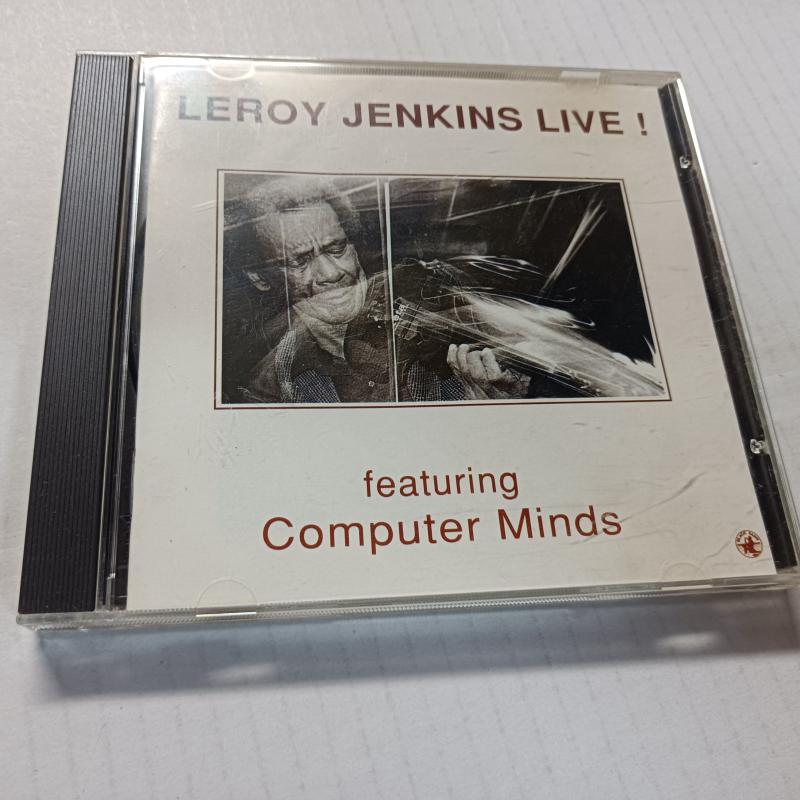 LEROY JENKINS LIVE !
featuring
Computer Minds